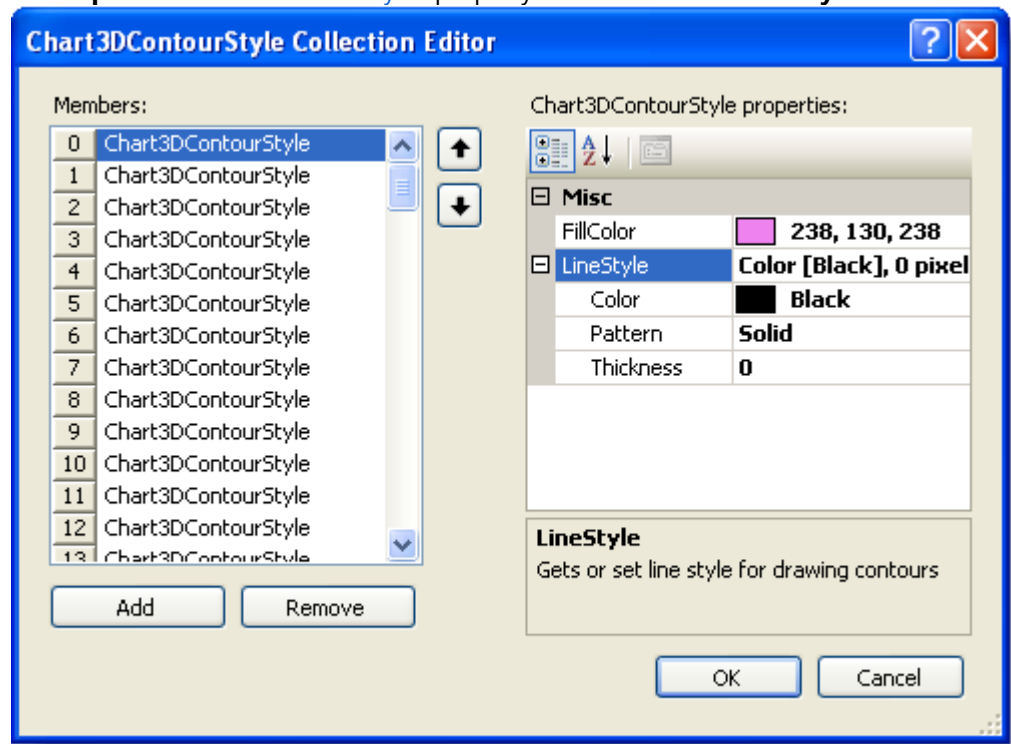 Chart3DContourStyle Collection Editor
Members:
0 Chart3DContourStyle
1 Chart3DContourStyle
2 Chart3DContourStyle
3 Chart3DContourStyle
4 Chart3DContourStyle
5 Chart3DContourStyle
6 Chart3DContourStyle
7 Chart3DContourStyle
8 Chart3DContourStyle
9 Chart3DContourStyle
10 Chart3DContourStyle
11 Chart3DContourStyle
12 Chart3DContourStyle
13 Chart3DContourStyle
Add Remove
Chart3DContourStyle properties:
Misc
FillColor 238, 130, 238
LineStyle Color [Black], 0 pixel
Color Black
Pattern Solid
Thickness 0
LineStyle
Gets or set line style for drawing contours
OK Cancel